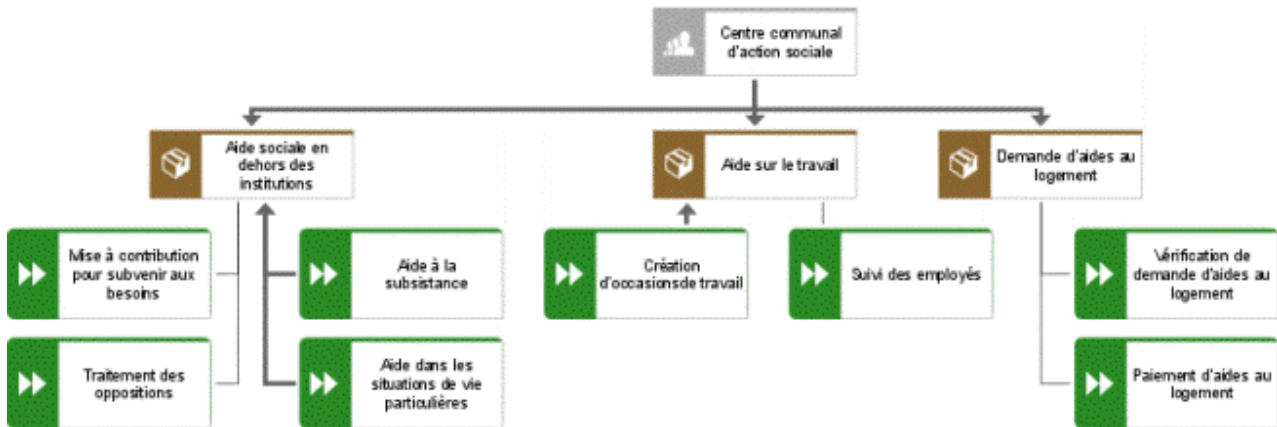 Centre communal
d'action sociale
Aide sociale en
dehors des
institutions
Aide sur le travail
Demande d'aides au
logement
Mise à contribution
pour subvenir aux
besoins
Aide à la
subsistance
Création
d'occasions de travail
Suivi des employés
Vérification de
demande d'aides au
logement
Traitement des
oppositions
Aide dans les
situations de vie
particulières
Paiement d'aides au
logement